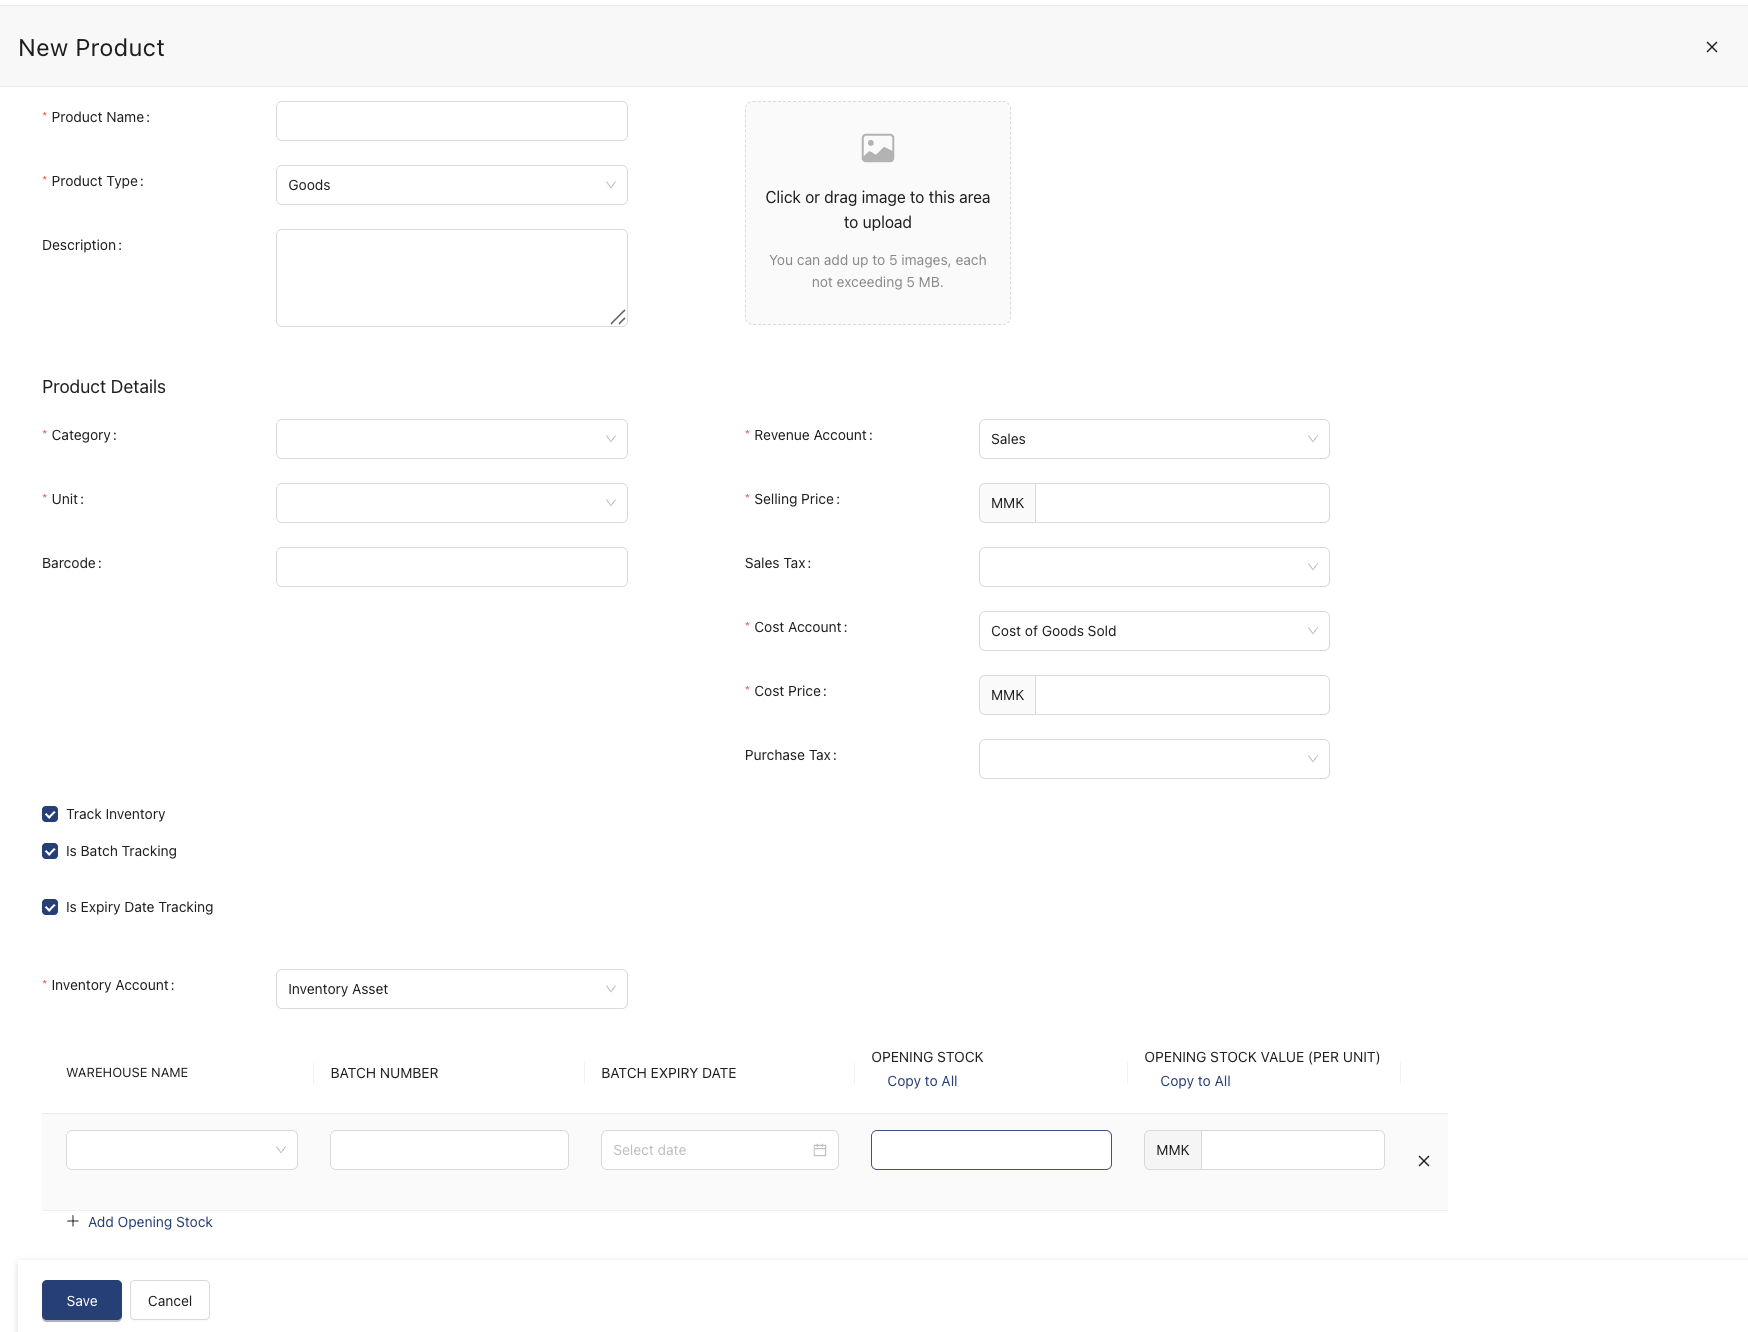 New Product
* Product Name:
* Product Type:
Goods
Description:
Click or drag image to this area
to upload
You can add up to 5 images, each
not exceeding 5 MB.
Product Details
* Category:
* Unit:
Barcode:
* Revenue Account:
Sales
* Selling Price:
MMK
Sales Tax:
* Cost Account:
Cost of Goods Sold
* Cost Price:
MMK
Purchase Tax:
Track Inventory
Is Batch Tracking
Is Expiry Date Tracking
* Inventory Account:
Inventory Asset
WAREHOUSE NAME
BATCH NUMBER
BATCH EXPIRY DATE
OPENING STOCK
Copy to All
OPENING STOCK VALUE (PER UNIT)
Copy to All
Select date
MMK
+ Add Opening Stock
Save
Cancel